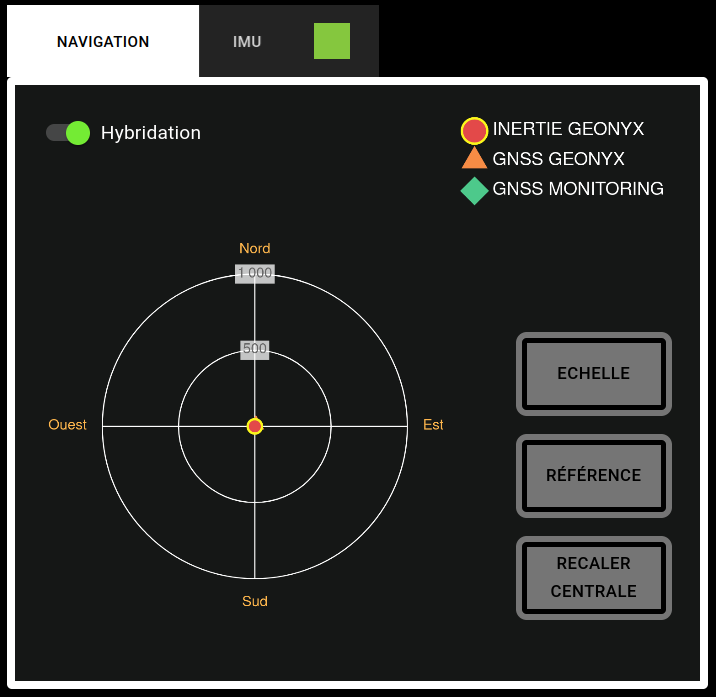 NAVIGATION
IMU
Hybridation
INERTIE GEONYX
GNSS GEONYX
GNSS MONITORING
Nord
1 000
500
Ouest
Est
Sud
ECHELLE
RÉFÉRENCE
RECALER
CENTRALE